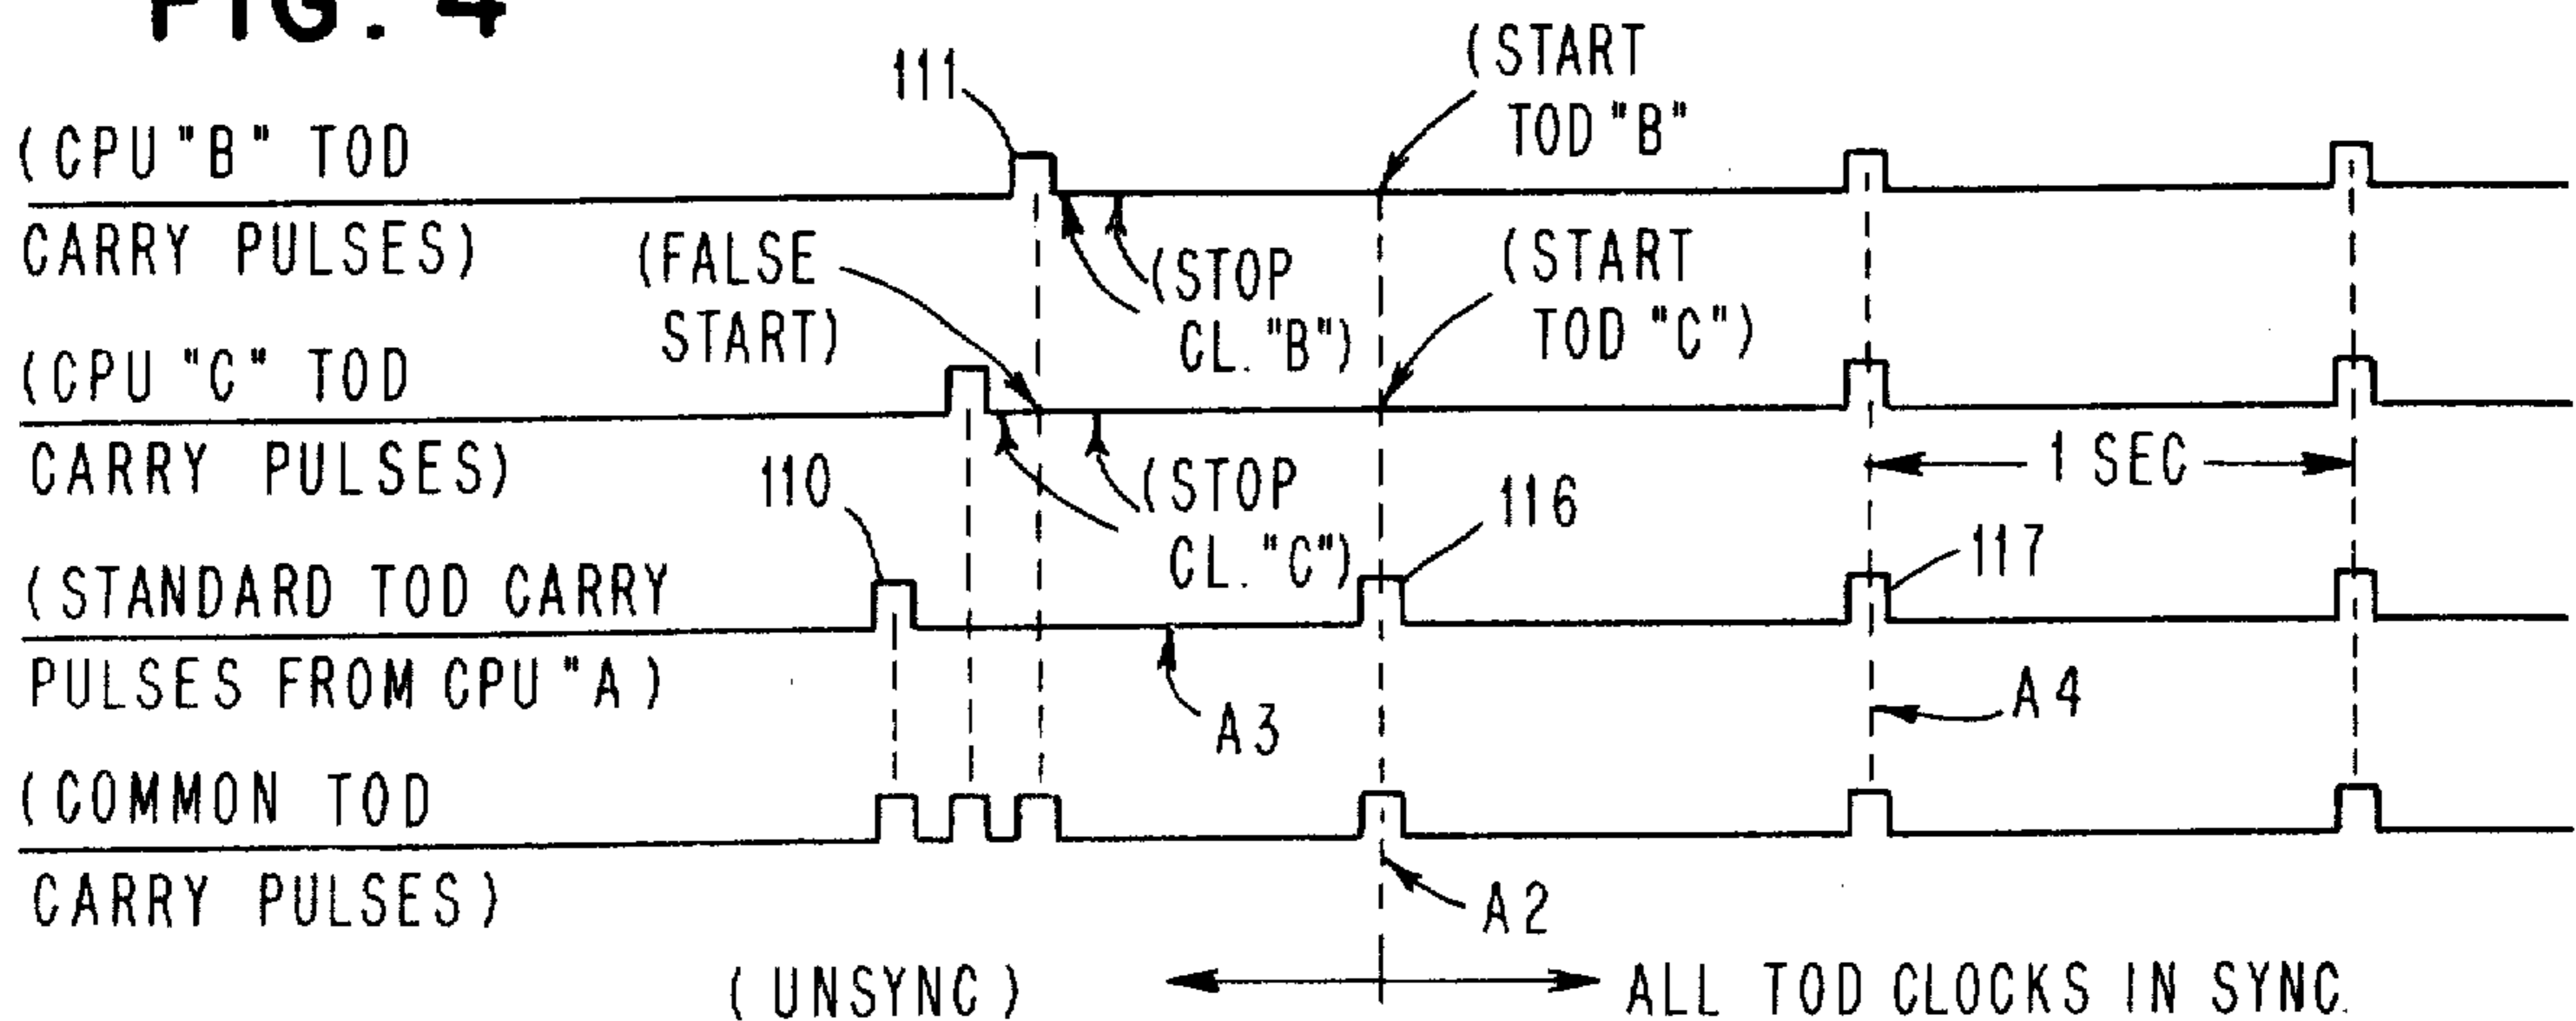 FIG. 4
111
(START
TOD "B"
(CPU "B" TOD
CARRY PULSES)
(FALSE
START)
(STOP
CL. "B")
(START
TOD "C")
(CPU "C" TOD
CARRY PULSES)
110
(STOP
CL. "C")
116
1 SEC
117
(STANDARD TOD CARRY
PULSES FROM CPU "A)
A3
A4
(COMMON TOD
CARRY PULSES)
A2
(UNSYNC)
ALL TOD CLOCKS IN SYNC.